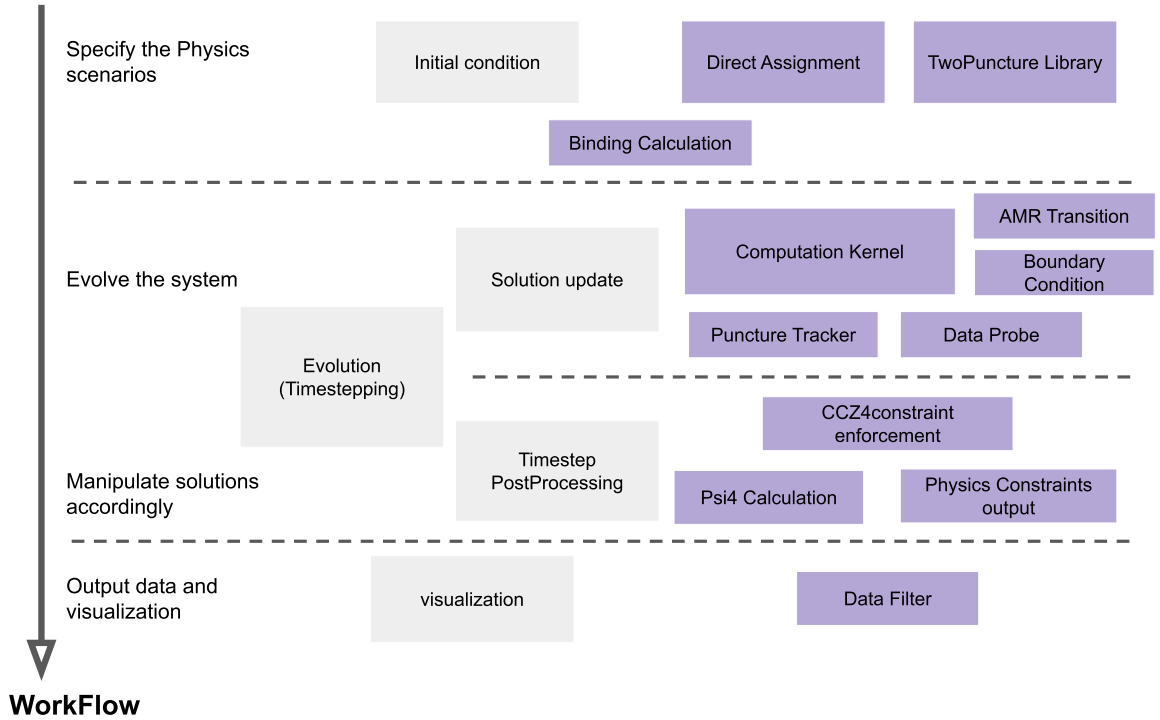 Specify the Physics
scenarios
Initial condition
Direct Assignment
TwoPuncture Library
Binding Calculation
AMR Transition
Computation Kernel
Boundary
Condition
Evolve the system
Solution update
Puncture Tracker
Data Probe
Evolution
(Timestepping)
CCZ4constraint
enforcement
Manipulate solutions
accordingly
Timestep
PostProcessing
Psi4 Calculation
Physics Constraints
output
Output data and
visualization
visualization
Data Filter
WorkFlow